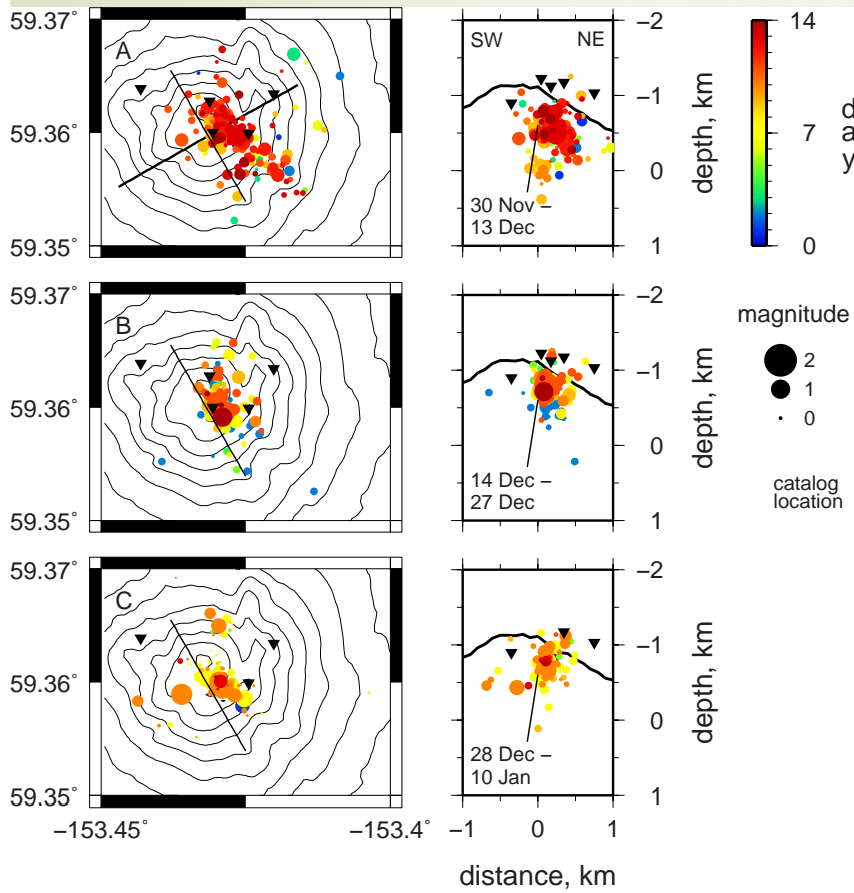 59.37°
A
SW NE
−2
14
−1
59.36°
0
depth, km
7
d
a
y
30 Nov –
13 Dec
59.35°
1
0
59.37°
B
−2
magnitude
−1
2
59.36°
1
0
0
depth, km
14 Dec –
27 Dec
catalog
location
59.35°
1
59.37°
C
−2
−1
59.36°
0
depth, km
28 Dec –
10 Jan
59.35°
1
−153.45° −153.4°
−1 0 1
distance, km